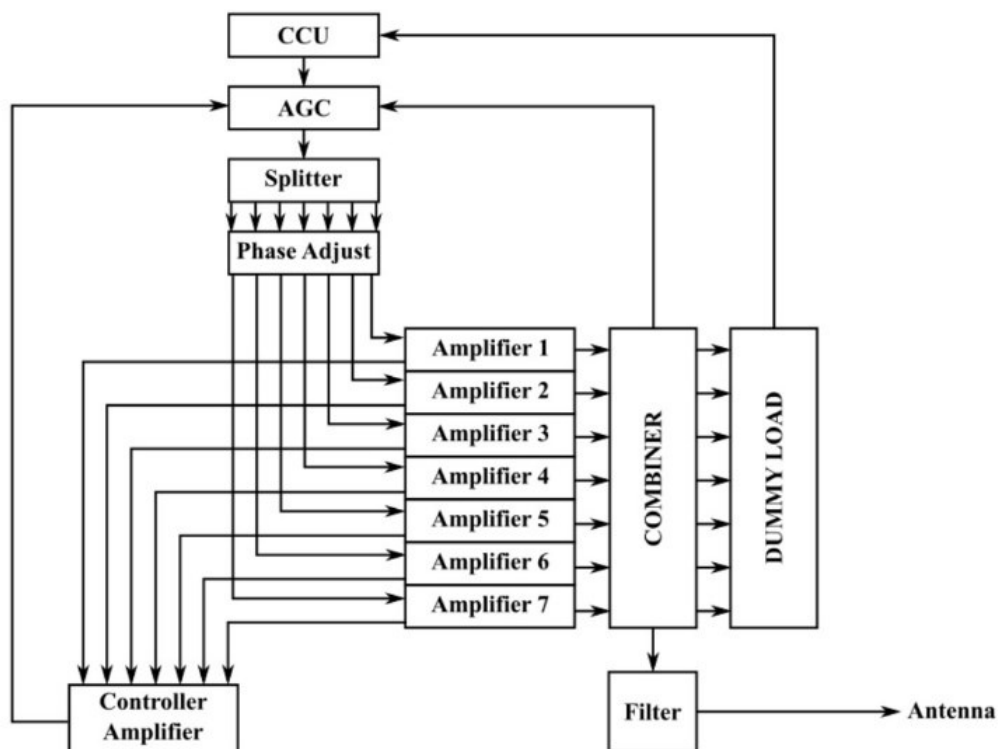 CCU
AGC
Splitter
Phase Adjust
Amplifier 1
Amplifier 2
Amplifier 3
Amplifier 4
Amplifier 5
Amplifier 6
Amplifier 7
COMBINER
DUMMY LOAD
Controller
Amplifier
Filter
Antenna